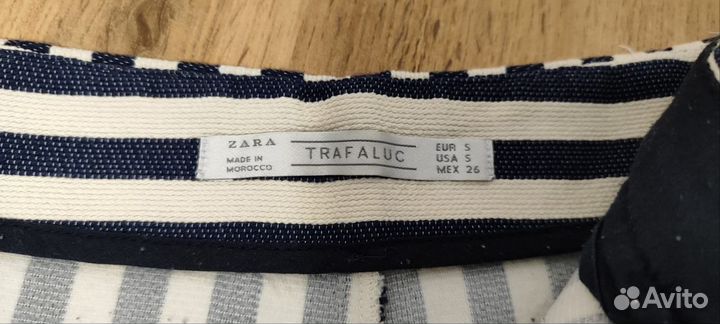 ZARA
MADE IN
MOROCCO
TRAFALUC
EUR S
USA S
MEX 26
Avito